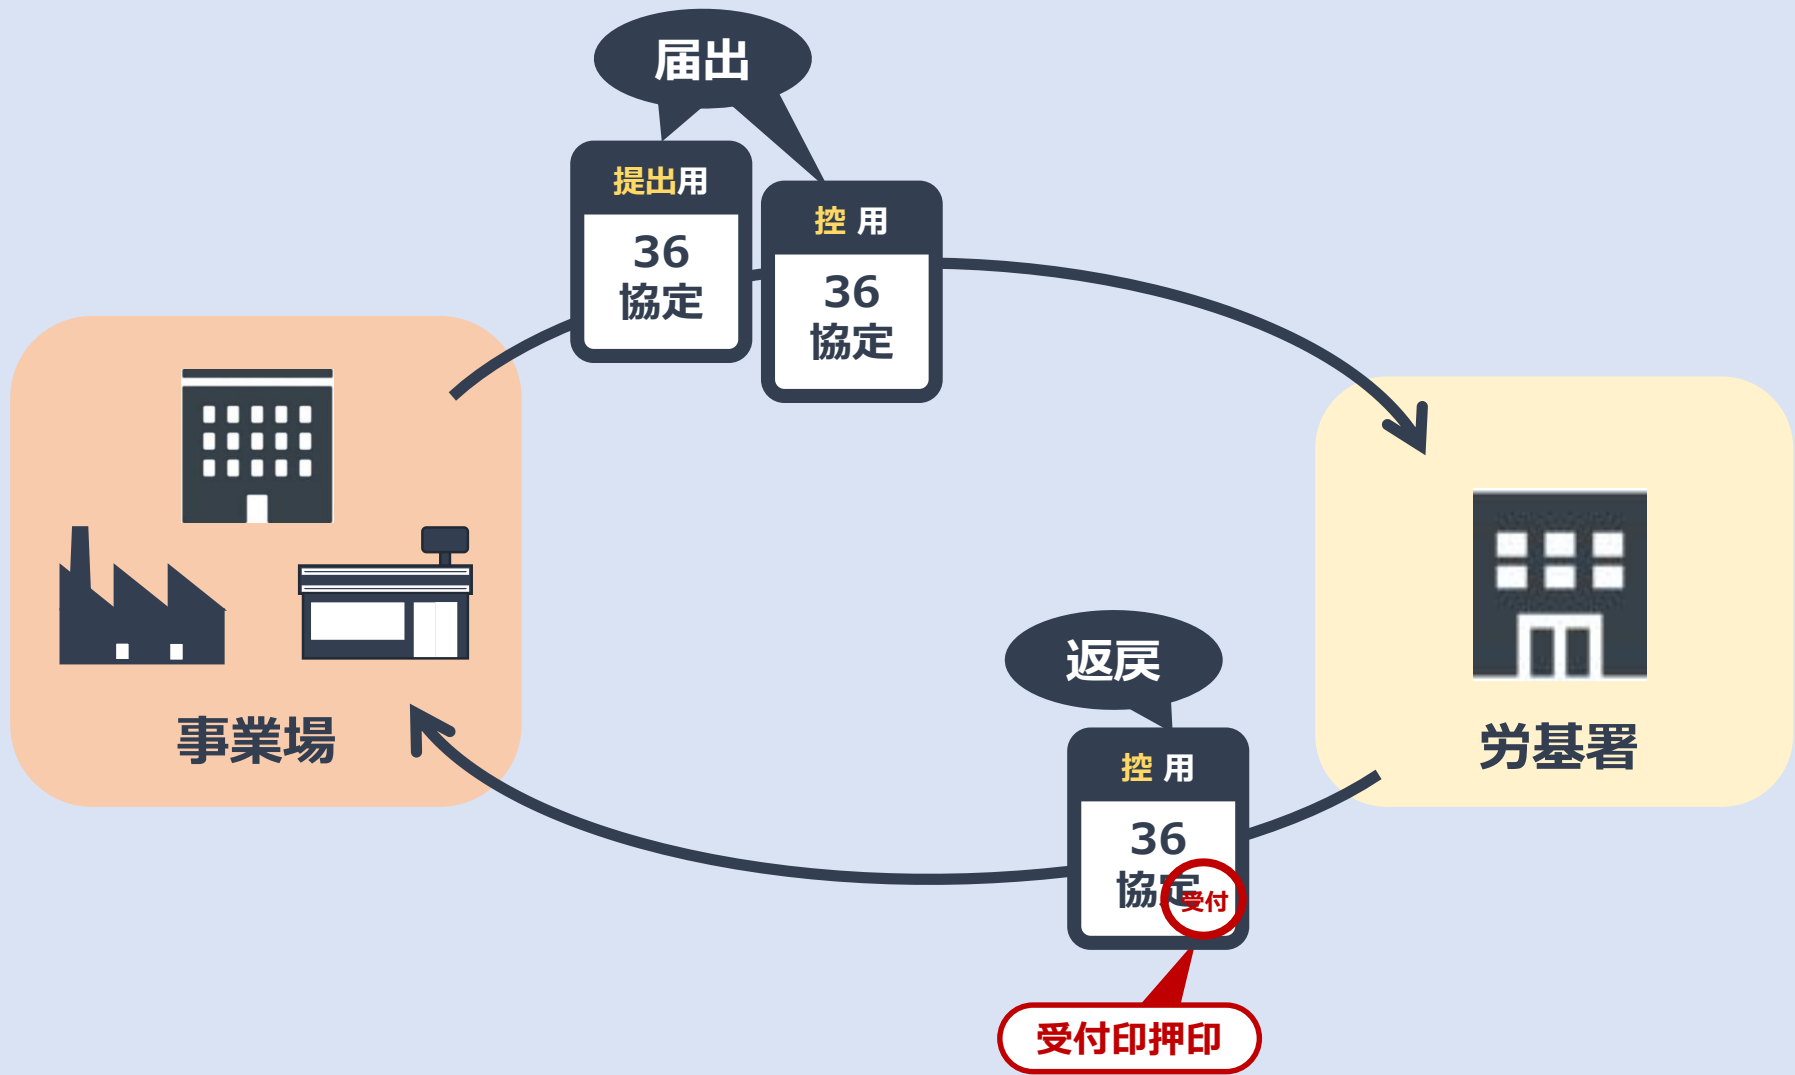 届出
提出用
36
協定
控 用
36
協定
事業場
労基署
返戻
控 用
36
協定
受付
受付印押印